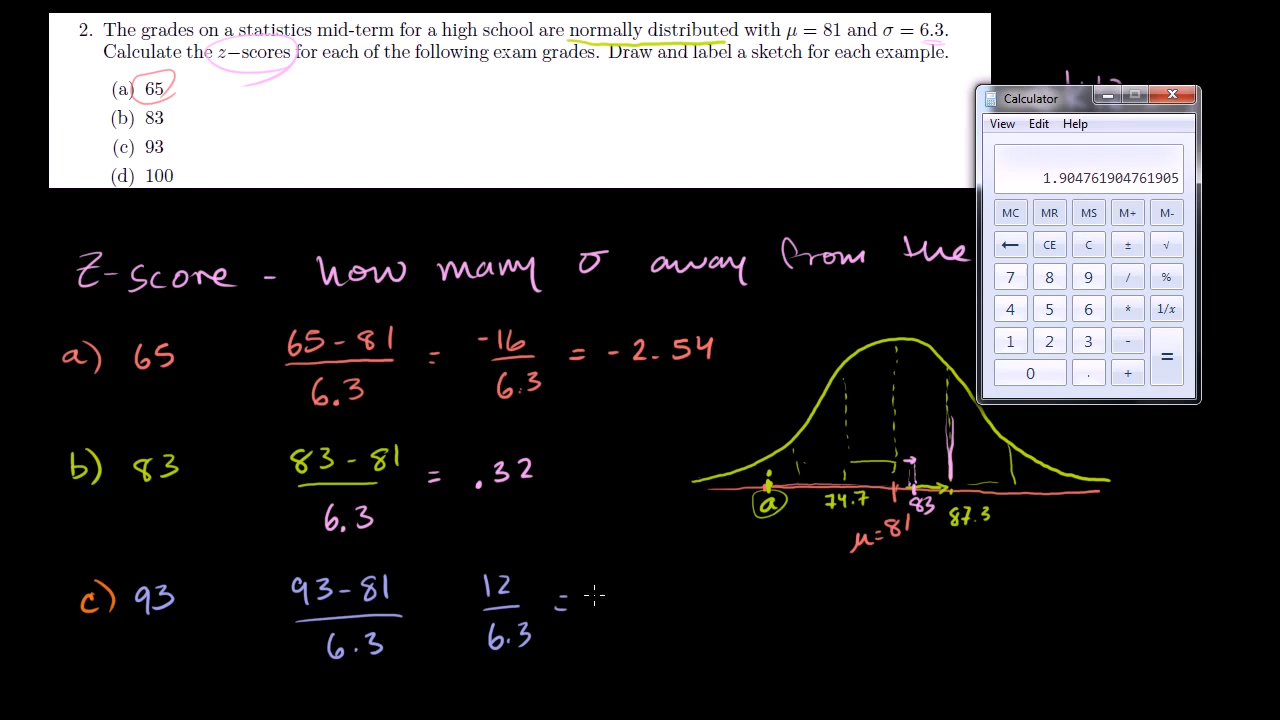 2. The grades on a statistics mid-term for a high school are normally distributed with μ = 81 and σ = 6.3.
Calculate the z−scores for each of the following exam grades. Draw and label a sketch for each example.
(a) 65
(b) 83
(c) 93
(d) 100
Calculator
View Edit Help
1.904761904761905
MC MR MS M+ M-
← CE C ± √
7 8 9 / %
4 5 6 * 1/x
1 2 3 - =
0 . +
Z-score - how many σ away from the
a) 65 65-81/6.3 = -16/6.3 = -2.54
b) 83 83-81/6.3 = .32
c) 93 93-81/6.3 12/6.3 =
a 74.7 83 87.3
μ=81